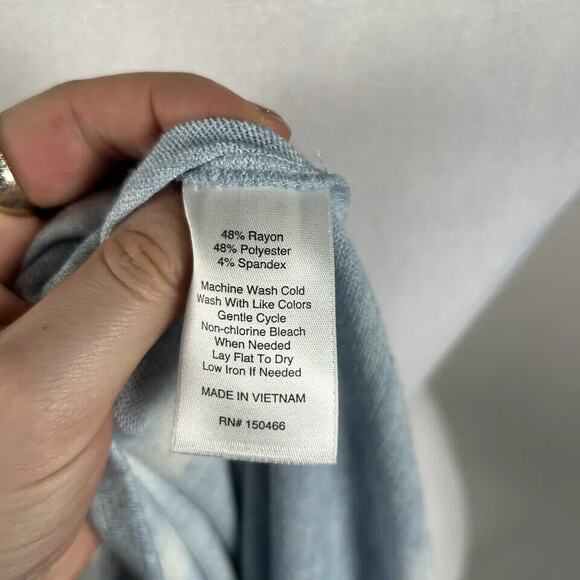 48% Rayon
48% Polyester
4% Spandex
Machine Wash Cold
Wash With Like Colors
Gentle Cycle
Non-chlorine Bleach
When Needed
Lay Flat To Dry
Low Iron If Needed
MADE IN VIETNAM
RN# 150466